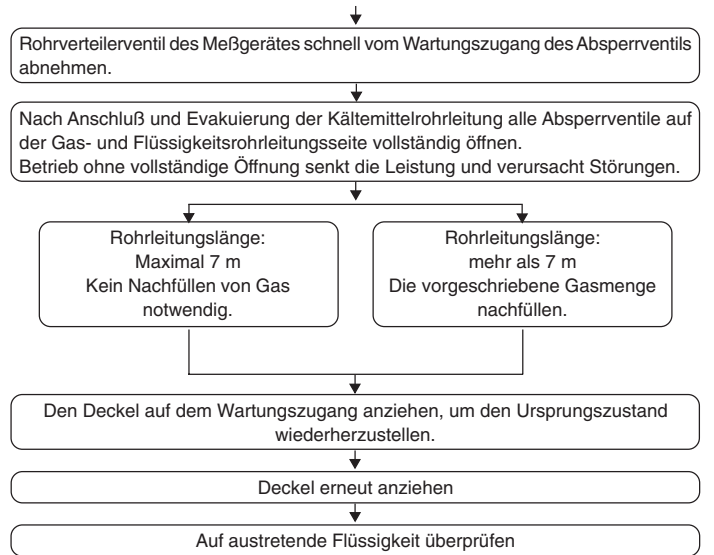 Rohrverteilerventil des Meßgerätes schnell vom Wartungszugang des Absperrventils
abnehmen.
Nach Anschluß und Evakuierung der Kältemittelrohrleitung alle Absperrventile auf
der Gas- und Flüssigkeitsrohrleitungsseite vollständig öffnen.
Betrieb ohne vollständige Öffnung senkt die Leistung und verursacht Störungen.
Rohrleitungslänge:
Maximal 7 m
Kein Nachfüllen von Gas
notwendig.
Rohrleitungslänge:
mehr als 7 m
Die vorgeschriebene Gasmenge
nachfüllen.
Den Deckel auf dem Wartungszugang anziehen, um den Ursprungszustand
wiederherzustellen.
Deckel erneut anziehen
Auf austretende Flüssigkeit überprüfen